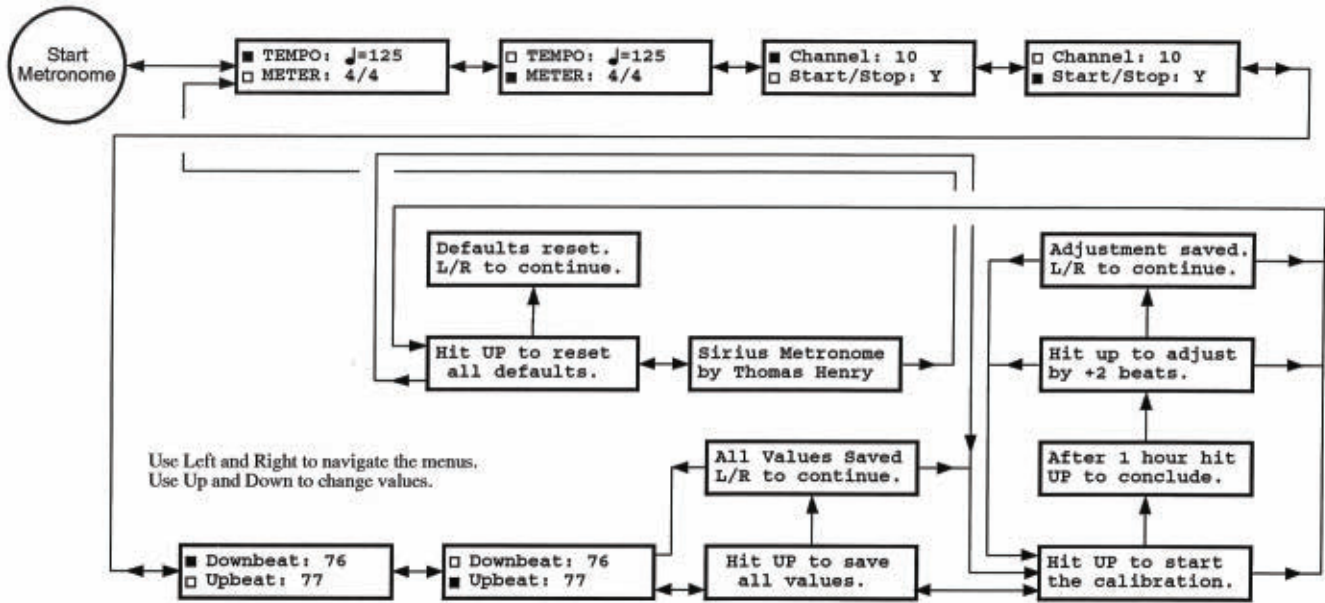 Start
Metronome
■ TEMPO: ♩=125
□ METER: 4/4
□ TEMPO: ♩=125
■ METER: 4/4
■ Channel: 10
□ Start/Stop: Y
□ Channel: 10
■ Start/Stop: Y
Defaults reset.
L/R to continue.
Adjustment saved.
L/R to continue.
Hit UP to reset
all defaults.
Sirius Metronome
by Thomas Henry
Hit up to adjust
by +2 beats.
Use Left and Right to navigate the menus.
Use Up and Down to change values.
All Values Saved
L/R to continue.
After 1 hour hit
UP to conclude.
■ Downbeat: 76
□ Upbeat: 77
□ Downbeat: 76
■ Upbeat: 77
Hit UP to save
all values.
Hit UP to start
the calibration.